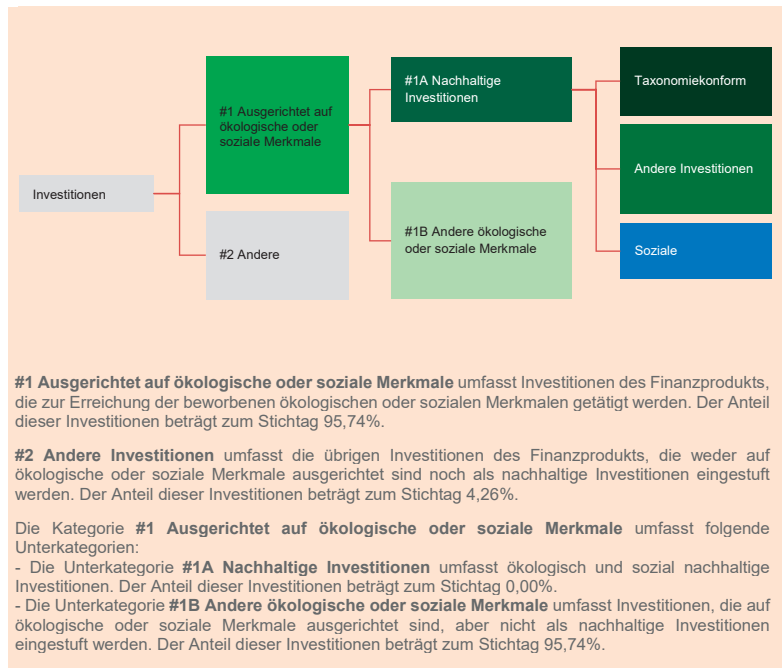 Investitionen
#1 Ausgerichtet auf
ökologische oder
soziale Merkmale
#2 Andere
#1A Nachhaltige
Investitionen
#1B Andere ökologische
oder soziale Merkmale
Taxonomiekonform
Andere Investitionen
Soziale
#1 Ausgerichtet auf ökologische oder soziale Merkmale umfasst Investitionen des Finanzprodukts,
die zur Erreichung der beworbenen ökologischen oder sozialen Merkmalen getätigt werden. Der Anteil
dieser Investitionen beträgt zum Stichtag 95,74%.
#2 Andere Investitionen umfasst die übrigen Investitionen des Finanzprodukts, die weder auf
ökologische oder soziale Merkmale ausgerichtet sind noch als nachhaltige Investitionen eingestuft
werden. Der Anteil dieser Investitionen beträgt zum Stichtag 4,26%.
Die Kategorie #1 Ausgerichtet auf ökologische oder soziale Merkmale umfasst folgende
Unterkategorien:
- Die Unterkategorie #1A Nachhaltige Investitionen umfasst ökologisch und sozial nachhaltige
Investitionen. Der Anteil dieser Investitionen beträgt zum Stichtag 0,00%.
- Die Unterkategorie #1B Andere ökologische oder soziale Merkmale umfasst Investitionen, die auf
ökologische oder soziale Merkmale ausgerichtet sind, aber nicht als nachhaltige Investitionen
eingestuft werden. Der Anteil dieser Investitionen beträgt zum Stichtag 95,74%.